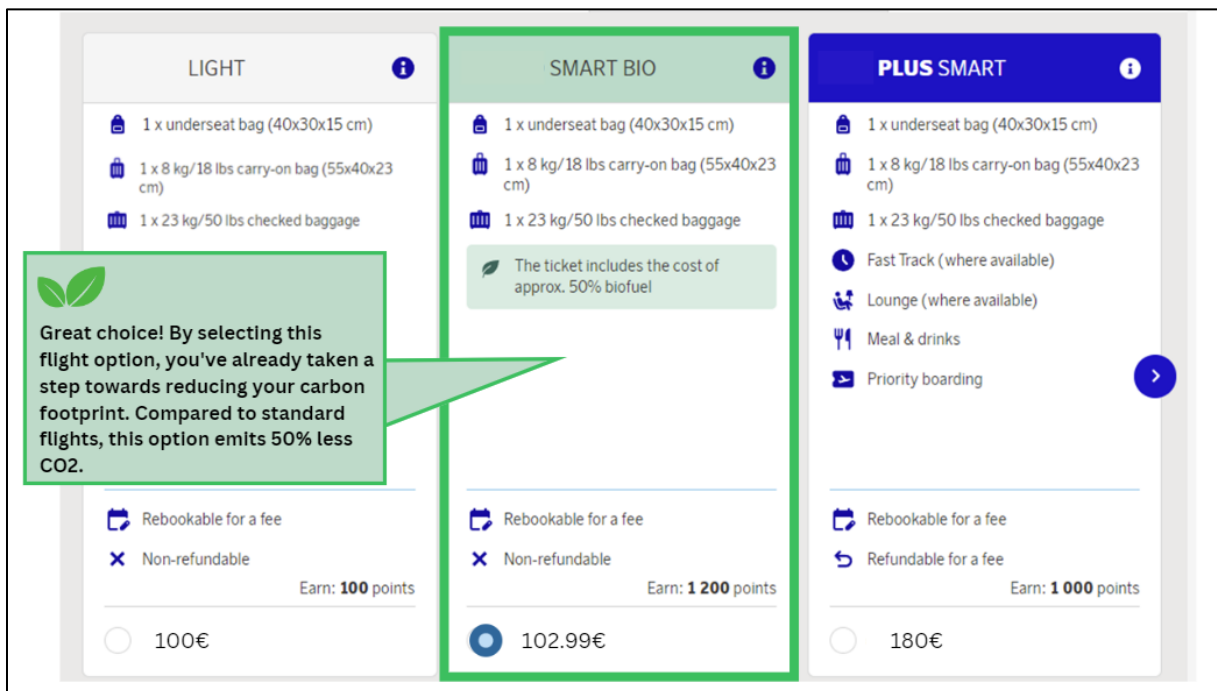 LIGHT
1 x underseat bag (40x30x15 cm)
1 x 8 kg/18 lbs carry-on bag (55x40x23
cm)
1 x 23 kg/50 lbs checked baggage
Great choice! By selecting this
flight option, you've already taken a
step towards reducing your carbon
footprint. Compared to standard
flights, this option emits 50% less
CO2.
Rebookable for a fee
Non-refundable
Earn: 100 points
100€
SMART BIO
1 x underseat bag (40x30x15 cm)
1 x 8 kg/18 lbs carry-on bag (55x40x23
cm)
1 x 23 kg/50 lbs checked baggage
The ticket includes the cost of
approx. 50% biofuel
Rebookable for a fee
Non-refundable
Earn: 1 200 points
102.99€
PLUS SMART
1 x underseat bag (40x30x15 cm)
1 x 8 kg/18 lbs carry-on bag (55x40x23
cm)
1 x 23 kg/50 lbs checked baggage
Fast Track (where available)
Lounge (where available)
Meal & drinks
Priority boarding
Rebookable for a fee
Refundable for a fee
Earn: 1 000 points
180€